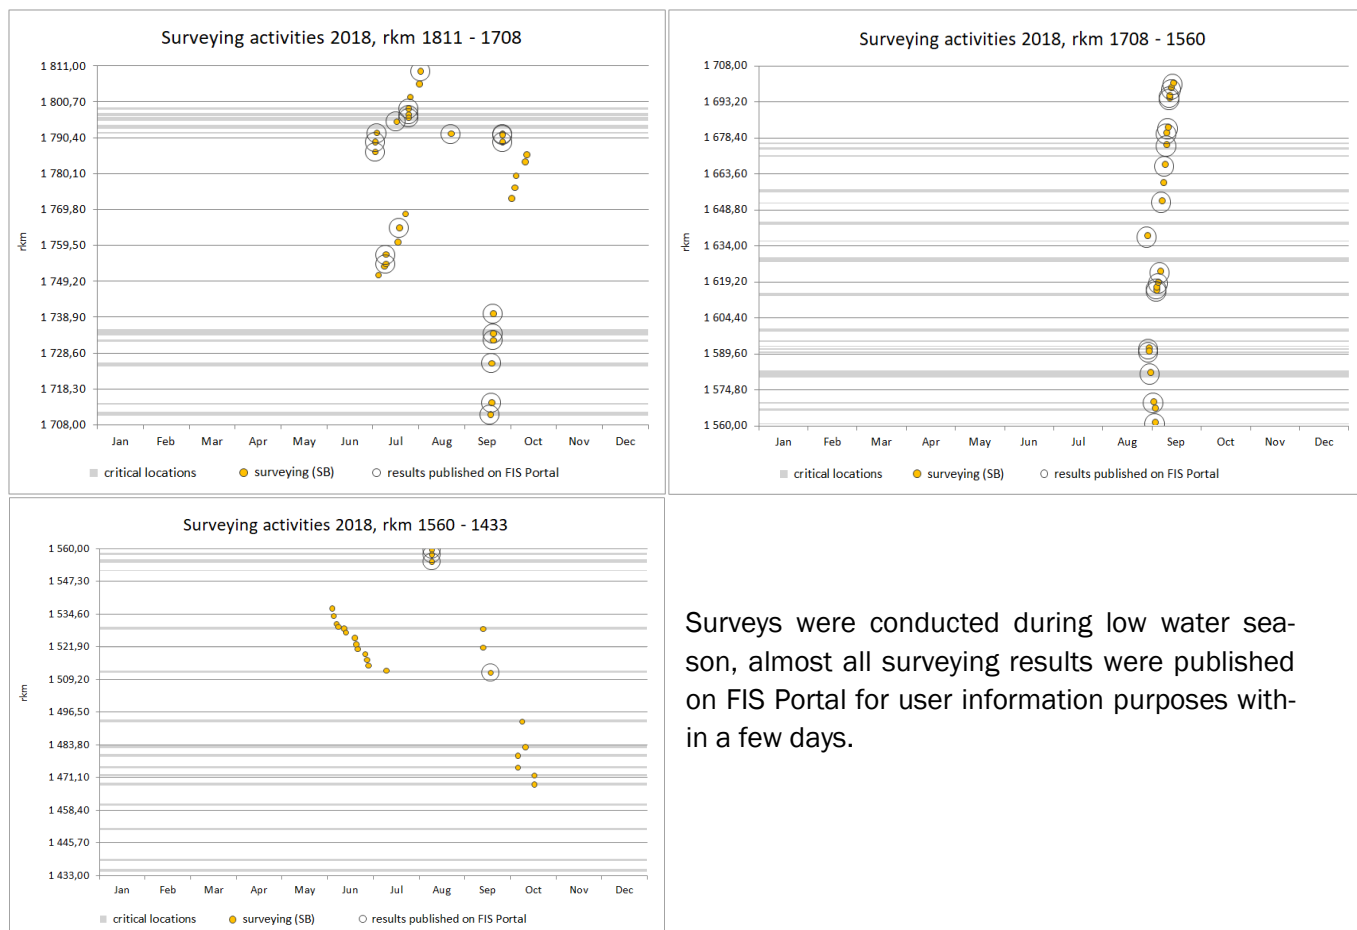 Surveying activities 2018, rkm 1811 - 1708
1 811,00
1 800,70
1 790,40
1 780,10
1 769,80
1 759,50
1 749,20
1 738,90
1 728,60
1 718,30
1 708,00
rkm
Jan Feb Mar Apr May Jun Jul Aug Sep Oct Nov Dec
critical locations surveying (SB) results published on FIS Portal
Surveying activities 2018, rkm 1708 - 1560
1 708,00
1 693,20
1 678,40
1 663,60
1 648,80
1 634,00
1 619,20
1 604,40
1 589,60
1 574,80
1 560,00
rkm
Jan Feb Mar Apr May Jun Jul Aug Sep Oct Nov Dec
critical locations surveying (SB) results published on FIS Portal
Surveying activities 2018, rkm 1560 - 1433
1 560,00
1 547,30
1 534,60
1 521,90
1 509,20
1 496,50
1 483,80
1 471,10
1 458,40
1 445,70
1 433,00
rkm
Jan Feb Mar Apr May Jun Jul Aug Sep Oct Nov Dec
critical locations surveying (SB) results published on FIS Portal
Surveys were conducted during low water sea-
son, almost all surveying results were published
on FIS Portal for user information purposes with-
in a few days.